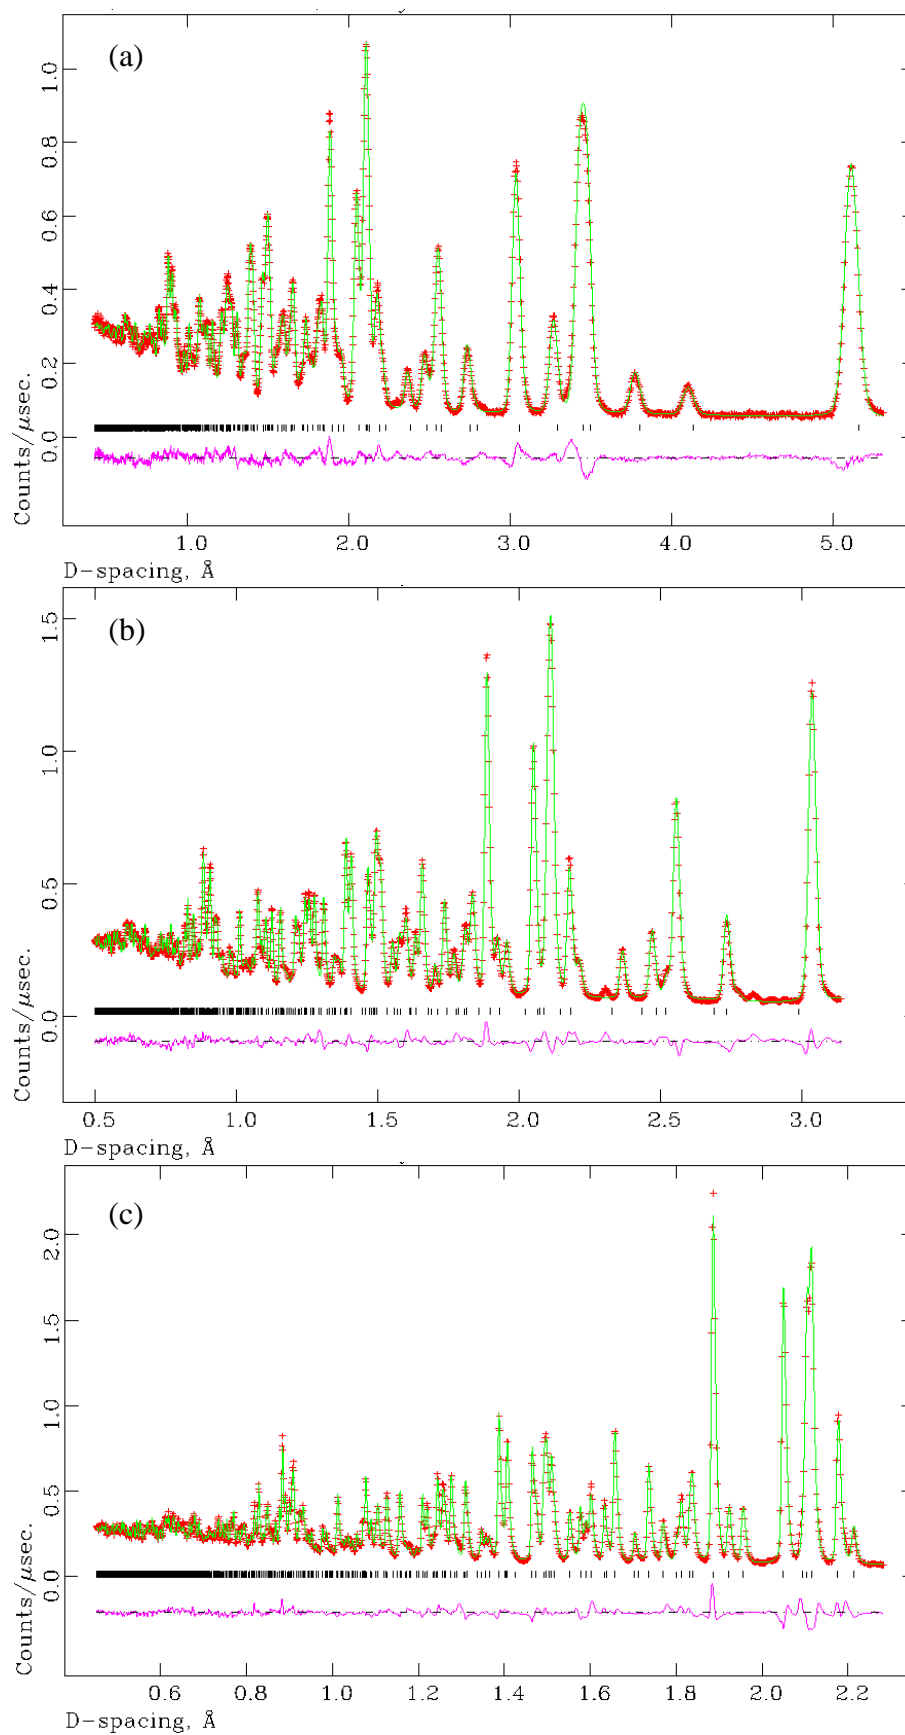 (a)
1.0
0.8
0.6
0.4
0.2
0.0
Counts/μsec.
1.0 2.0 3.0 4.0 5.0
D-spacing, Å
(b)
1.5
1.0
0.5
0.0
Counts/μsec.
0.5 1.0 1.5 2.0 2.5 3.0
D-spacing, Å
(c)
2.0
1.5
1.0
0.5
0.0
Counts/μsec.
0.6 0.8 1.0 1.2 1.4 1.6 1.8 2.0 2.2
D-spacing, Å